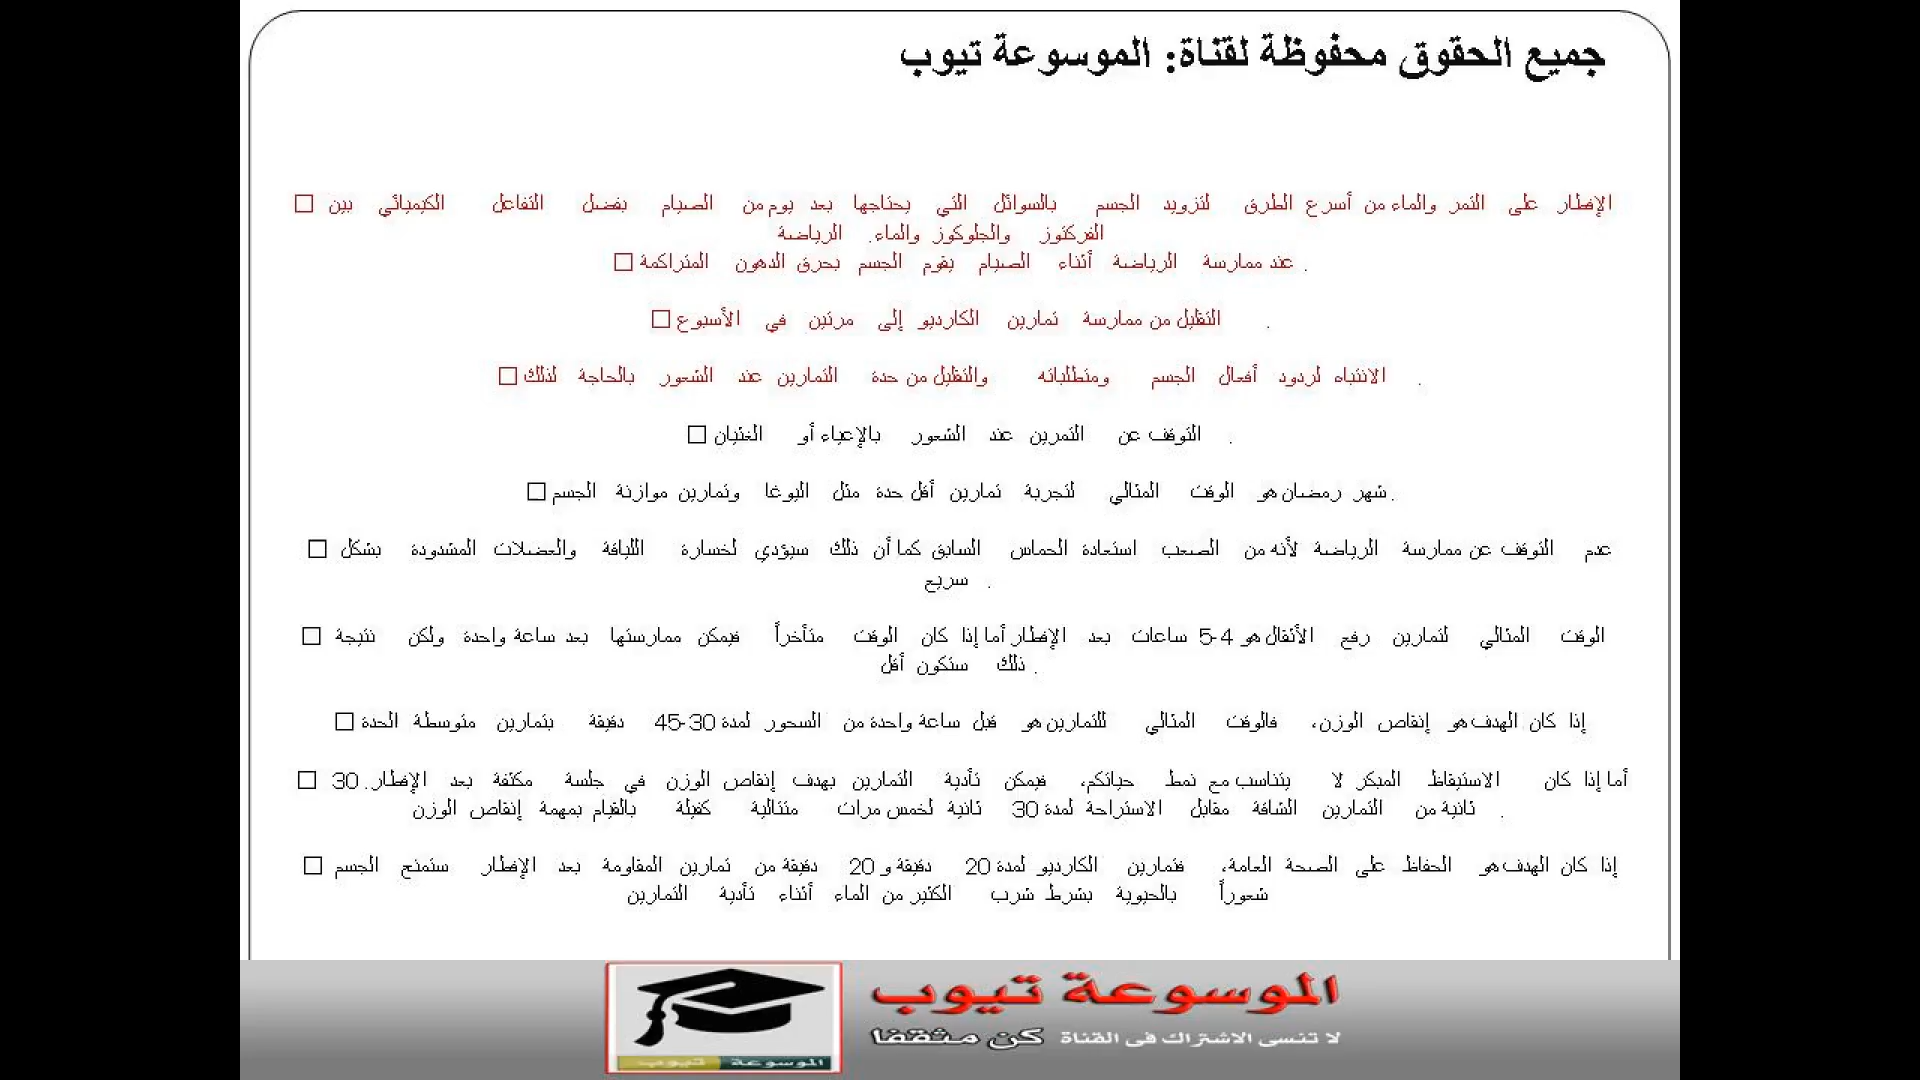 جميع الحقوق محفوظة لقناة: الموسوعة تيوب
الإفطار على التمر والماء من أسرع الطرق لتزويد الجسم بالسوائل التي يحتاجها بعد يوم من الصيام بفضل التفاعل الكيميائي بين □
الفركتوز والجلوكوز والماء. الرياضة
. عند ممارسة الرياضة أثناء الصيام يقوم الجسم بحرق الدهون المتراكمة □
. التقليل من ممارسة تمارين الكارديو إلى مرتين في الأسبوع □
. الانتباه لردود أفعال الجسم ومتطلباته والتقليل من حدة التمارين عند الشعور بالحاجة لذلك □
. التوقف عن التمرين عند الشعور بالإعياء أو الغثيان □
. شهر رمضان هو الوقت المثالي لتجربة تمارين أقل حدة مثل اليوغا وتمارين موازنة الجسم □
عدم التوقف عن ممارسة الرياضة لأنه من الصعب استعادة الحماس السابق كما أن ذلك سيؤدي لخسارة اللياقة والعضلات المشدودة بشكل □
. سريع
الوقت المثالي لتمارين رفع الأثقال هو 4-5 ساعات بعد الإفطار أما إذا كان الوقت متأخراً فيمكن ممارستها بعد ساعة واحدة ولكن نتيجة □
. ذلك ستكون أقل
إذا كان الهدف هو إنقاص الوزن، فالوقت المثالي للتمارين هو قبل ساعة واحدة من السحور لمدة 30-45 دقيقة بتمارين متوسطة الحدة □
أما إذا كان الاستيقاظ المبكر لا يتناسب مع نمط حياتكم، فيمكن تأدية التمارين بهدف إنقاص الوزن في جلسة مكثفة بعد الإفطار. 30 □
. ثانية من التمارين الشاقة مقابل الاستراحة لمدة 30 ثانية لخمس مرات متتالية كفيلة بالقيام بمهمة إنقاص الوزن
إذا كان الهدف هو الحفاظ على الصحة العامة، فتمارين الكارديو لمدة 20 دقيقة و 20 دقيقة من تمارين المقاومة بعد الإفطار ستمنح الجسم □
شعوراً بالحيوية بشرط شرب الكثير من الماء أثناء تأدية التمارين
الموسوعة تيوب
لا تنسى الاشتراك فى القناة كن مثقفا
الموسوعة تيوب